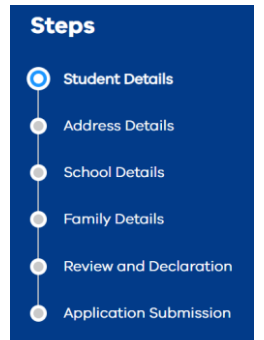 Steps
Student Details
Address Details
School Details
Family Details
Review and Declaration
Application Submission